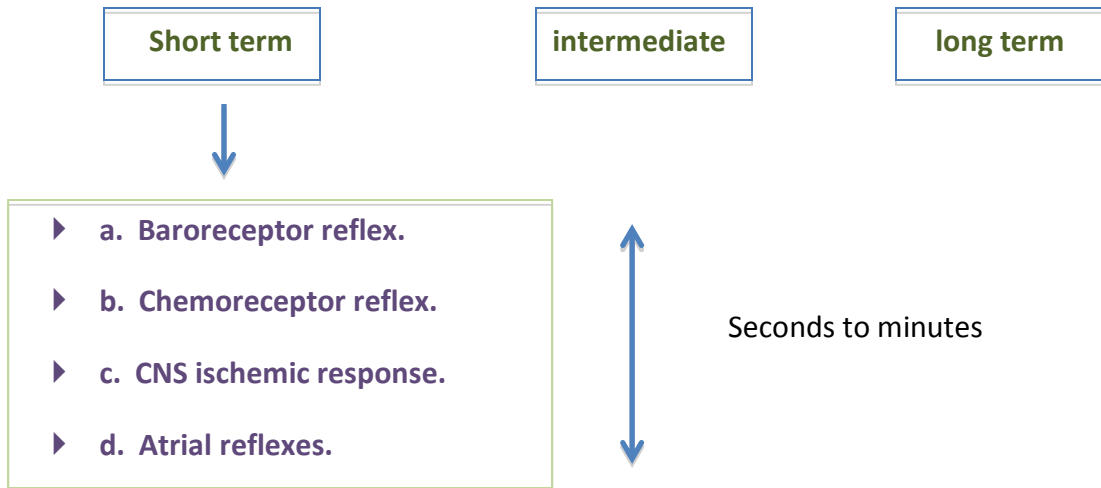 Short term intermediate long term
a. Baroreceptor reflex.
b. Chemoreceptor reflex.
c. CNS ischemic response.
d. Atrial reflexes.
Seconds to minutes